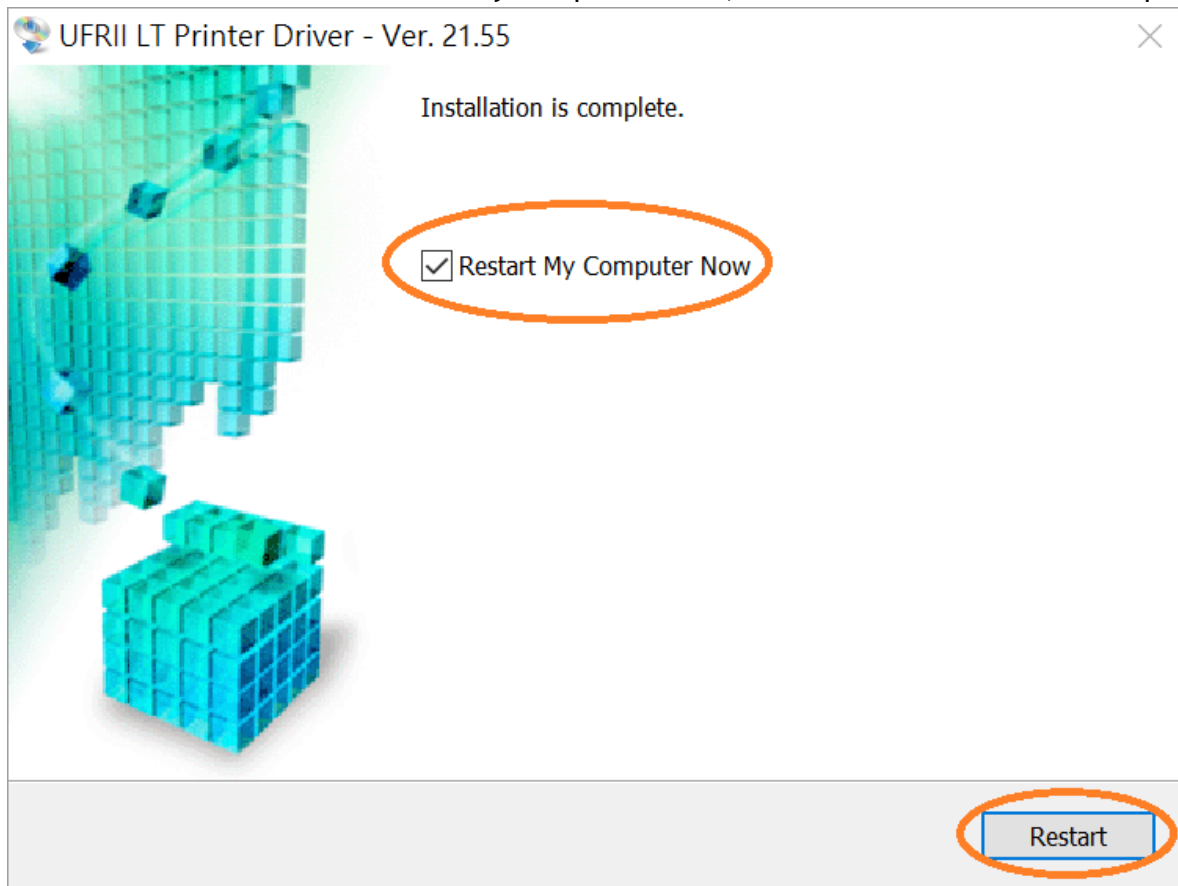 UFRII LT Printer Driver - Ver. 21.55
Installation is complete.
Restart My Computer Now
Restart